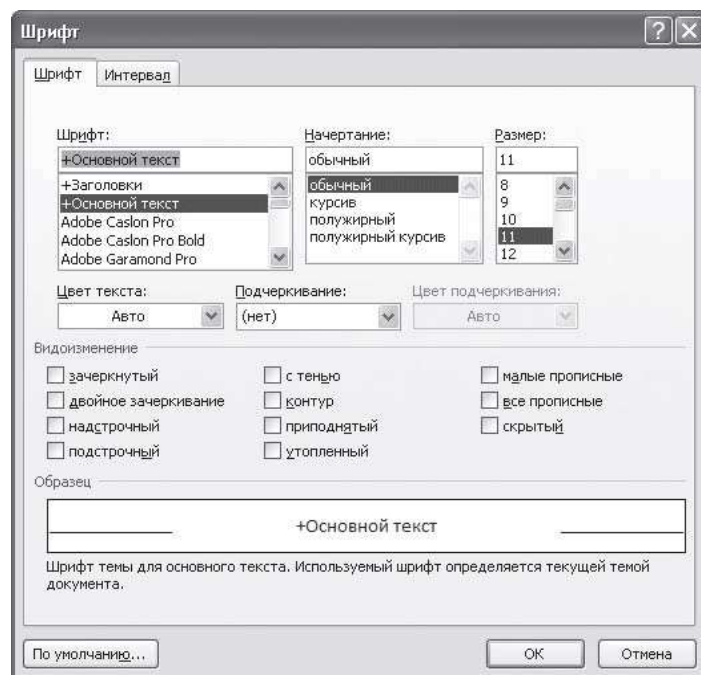 Шрифт
Шрифт Интервал
Шрифт: Начертание: Размер:
+Основной текст обычный 11
+Заголовки обычный 8
+Основной текст курсив 9
Adobe Caslon Pro полужирный 10
Adobe Caslon Pro Bold полужирный курсив 11
Adobe Garamond Pro 12
Цвет текста: Подчеркивание: Цвет подчеркивания:
Авто (нет) Авто
Видоизменение
зачеркнутый с тенью малые прописные
двойное зачеркивание контур все прописные
надстрочный приподнятый скрытый
подстрочный утопленный
Образец
+Основной текст
Шрифт темы для основного текста. Используемый шрифт определяется текущей темой
документа.
По умолчанию... ОК Отмена